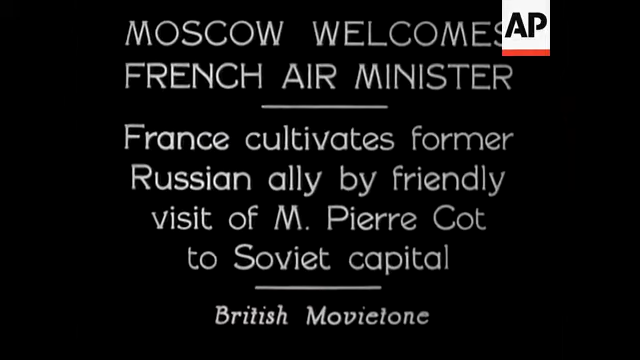 MOSCOW WELCOMES
FRENCH AIR MINISTER
France cultivates former
Russian ally by friendly
visit of M. Pierre Cot
to Soviet capital
British Movietone
AP